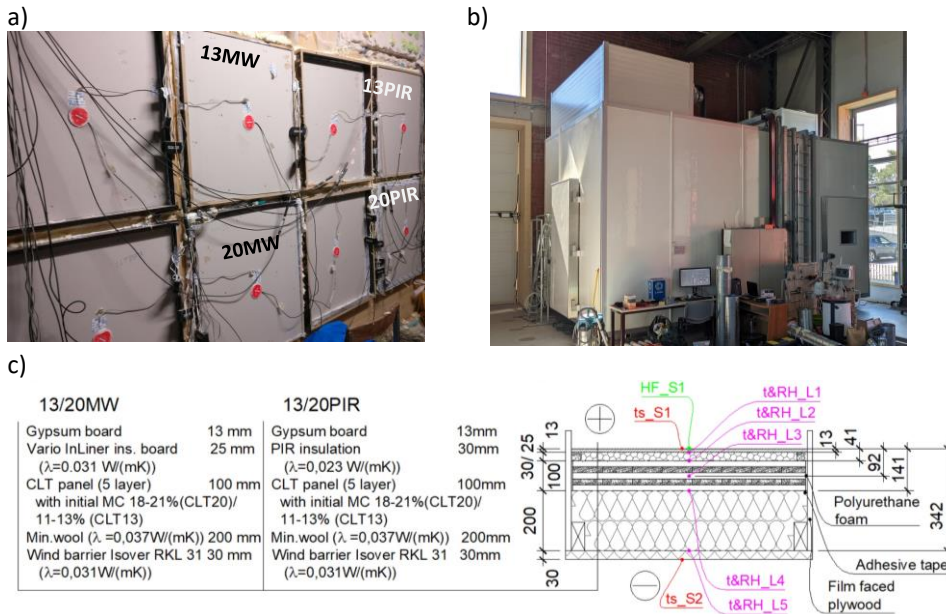 a)
b)
13MW
13PIR
20MW
20PIR
c)
13/20MW
Gypsum board 13 mm
Vario InLiner ins. board 25 mm
(λ=0.031 W/(mK))
CLT panel (5 layer) 100 mm
with initial MC 18-21%(CLT20)/
11-13% (CLT13)
Min.wool (λ =0,037W/(mK)) 200 mm
Wind barrier Isover RKL 31 30 mm
(λ=0,031W/(mK))
13/20PIR
Gypsum board 13mm
PIR insulation 30mm
(λ=0,023 W/(mK))
CLT panel (5 layer) 100mm
with initial MC 18-21%(CLT20)/
11-13% (CLT13)
Min.wool (λ =0.037W/(mK)) 200mm
Wind barrier Isover RKL 31 30mm
(λ=0,031W/(mK))
HF_S1
ts_S1
t&RH_L1
t&RH_L2
t&RH_L3
13
30/ 25
100
200
30
13
41
92
141
342
Polyurethane
foam
Adhesive tape
Film faced
plywood
t&RH_L4
ts_S2
t&RH_L5